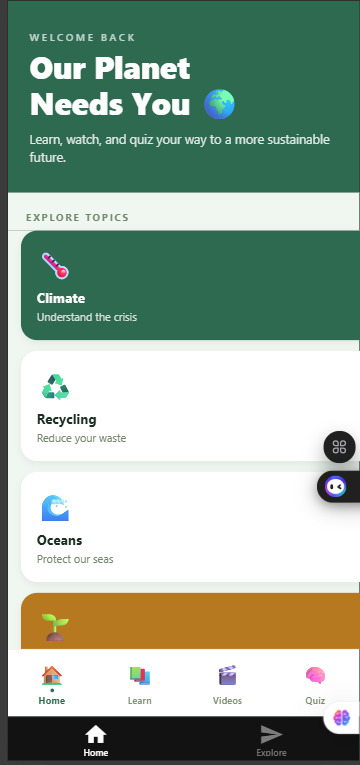 WELCOME BACK
Our Planet
Needs You
Learn, watch, and quiz your way to a more sustainable
future.
EXPLORE TOPICS
Climate
Understand the crisis
Recycling
Reduce your waste
Oceans
Protect our seas
Home
Learn
Videos
Quiz
Home
Explore